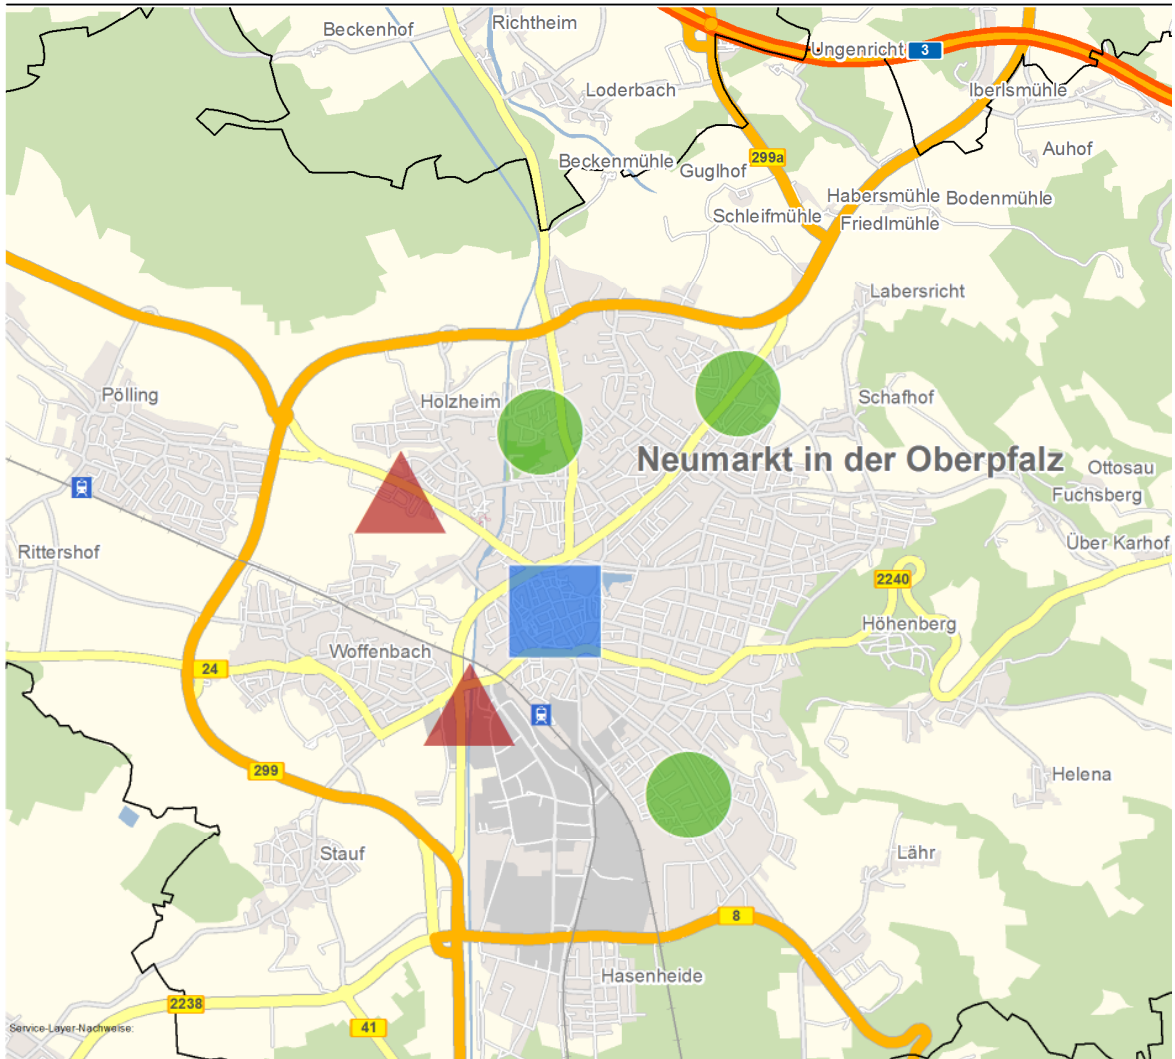 Richtheim
Beckenhof
Ungenricht 3
Loderbach
Iberlsmühle
Auhof
Beckenmühle
299a
Guglhof
Habersmühle
Bodenmühle
Schleifmühle
Friedlmühle
Labersricht
Pölling
Holzheim
Schafhof
Neumarkt in der Oberpfalz
Ottosau
Fuchsberg
Rittershof
Über Karhof
2240
Höhenberg
Woffenbach
24
299
Helena
Stauf
Lähr
8
Hasenheide
2238
Service-Layer-Nachweise:
41